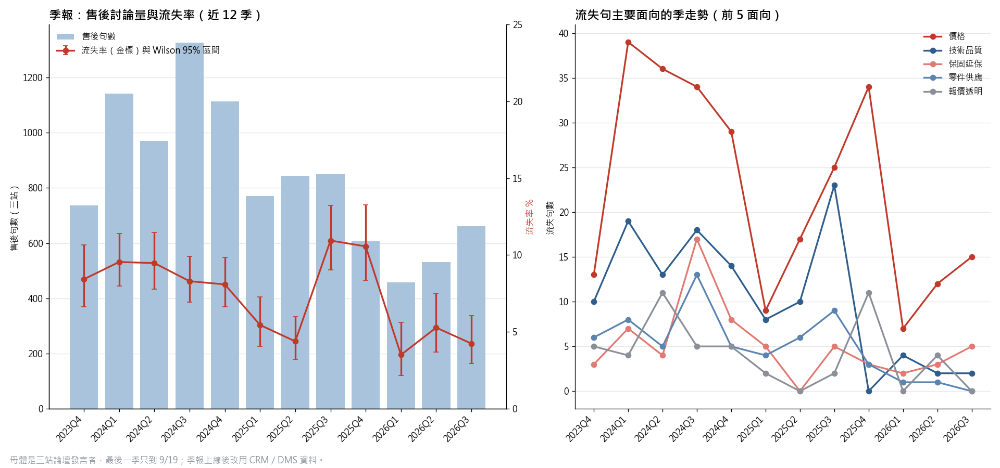 季報：售後討論量與流失率（近 12 季）
售後句數
流失率（金標）與 Wilson 95% 區間
售後句數（三站）
0
200
400
600
800
1000
1200
流失率 %
0
5
10
15
20
25
2023Q4
2024Q1
2024Q2
2024Q3
2024Q4
2025Q1
2025Q2
2025Q3
2025Q4
2026Q1
2026Q2
2026Q3
流失句主要面向的季走勢（前 5 面向）
價格
技術品質
保固延保
零件供應
報價透明
流失句數
0
5
10
15
20
25
30
35
40
2023Q4
2024Q1
2024Q2
2024Q3
2024Q4
2025Q1
2025Q2
2025Q3
2025Q4
2026Q1
2026Q2
2026Q3
母體是三站論壇發言者，最後一季只到 9/19；季報上線後改用 CRM / DMS 資料。